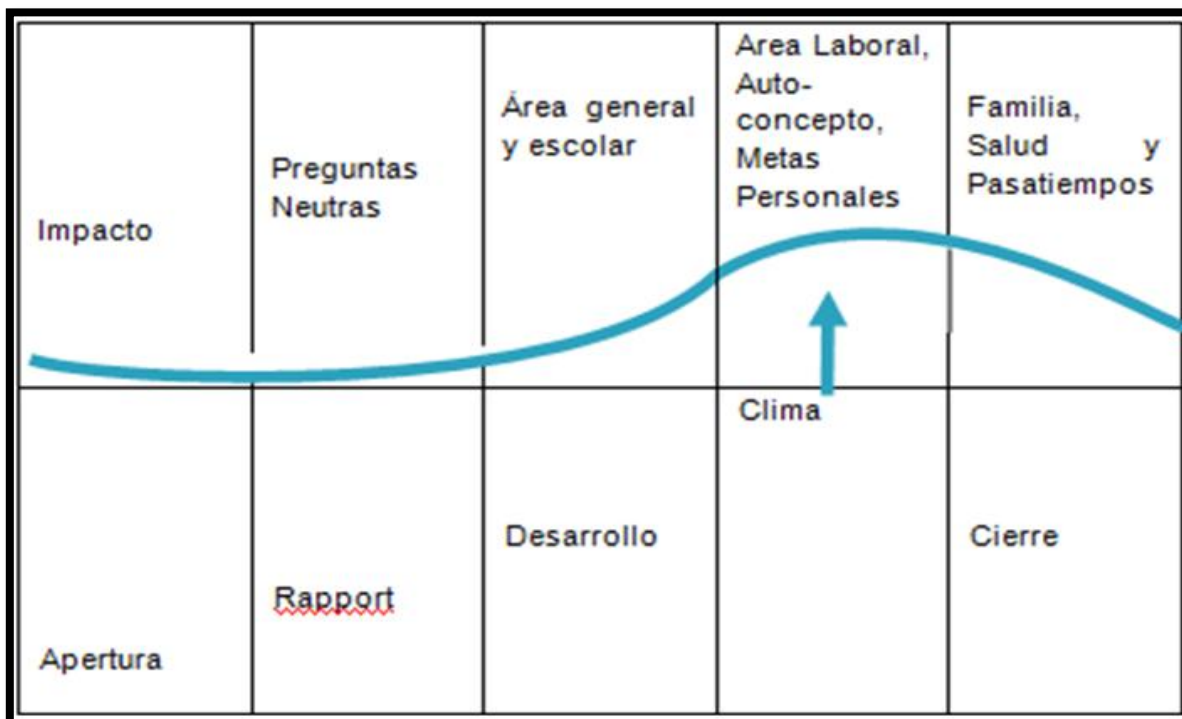 Impacto
Preguntas
Neutras
Área general
y escolar
Area Laboral,
Auto-
concepto,
Metas
Personales
Familia,
Salud y
Pasatiempos
Apertura
Rapport
Desarrollo
Clima
Cierre